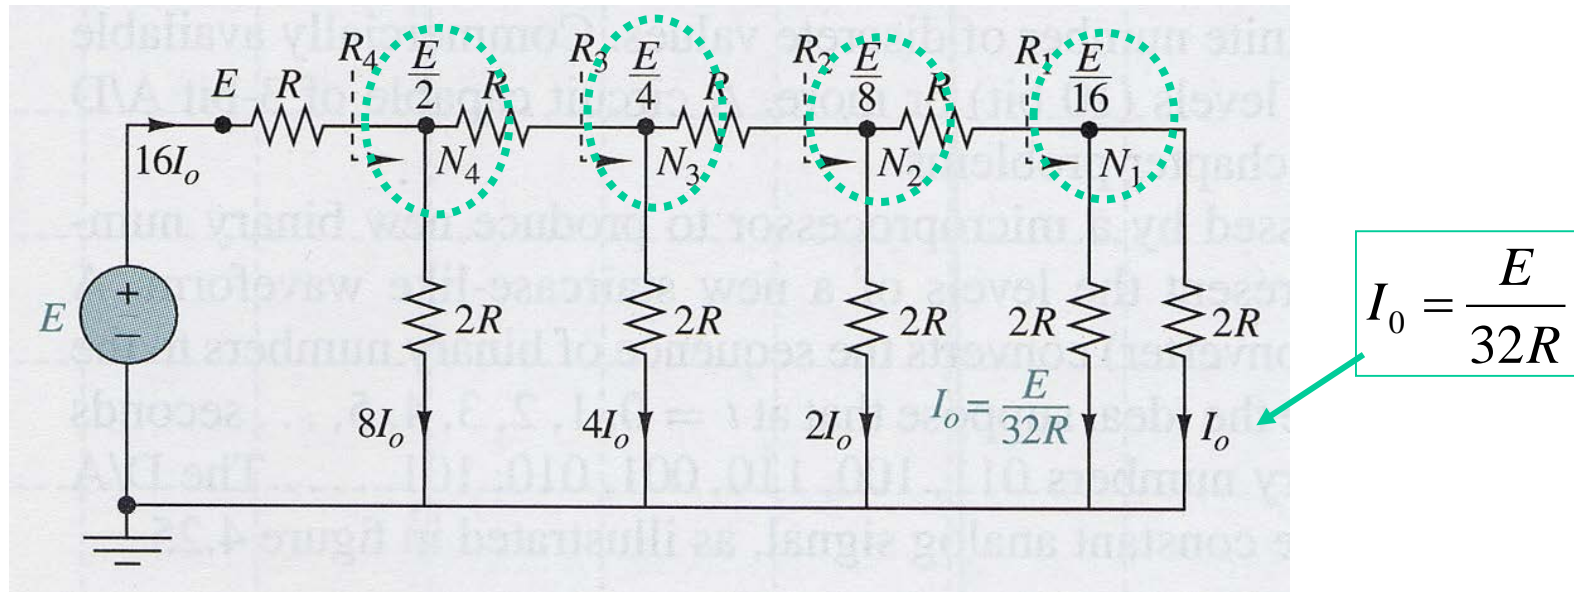 R₄ E/2 R₃ E/4 R₂ E/8 R₁ E/16
E R R R R
16Iₒ N₄ N₃ N₂ N₁
E + − 2R 2R 2R 2R 2R
I₀ = E/32R
8Iₒ 4Iₒ 2Iₒ Iₒ = E/32R Iₒ